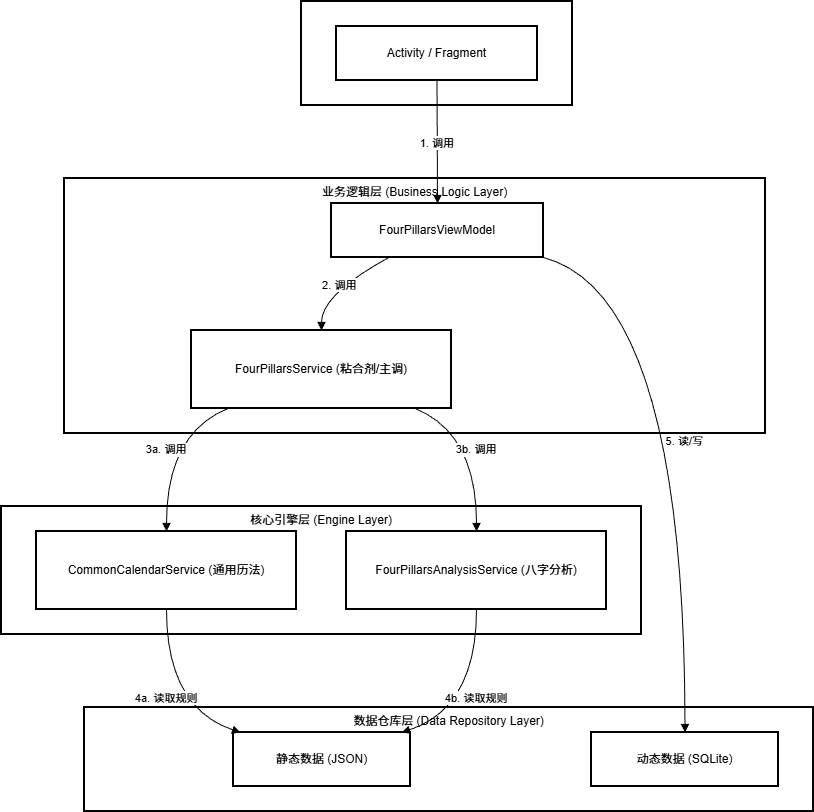 Activity / Fragment
1. 调用
业务逻辑层 (Business Logic Layer)
FourPillarsViewModel
2. 调用
FourPillarsService (粘合剂/主调)
3a. 调用
3b. 调用
5. 读/写
核心引擎层 (Engine Layer)
CommonCalendarService (通用历法)
FourPillarsAnalysisService (八字分析)
4a. 读取规则
4b. 读取规则
数据仓库层 (Data Repository Layer)
静态数据 (JSON)
动态数据 (SQLite)